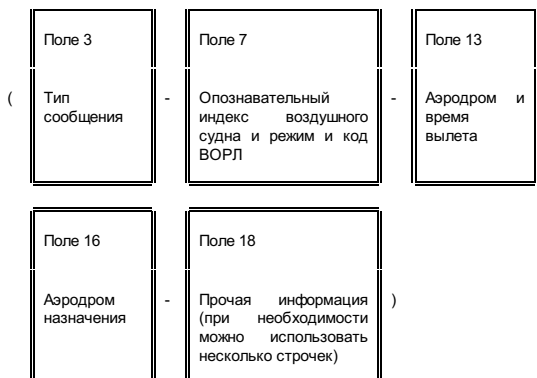 Поле 3 Поле 7 Поле 13
( Тип - Опознавательный - Аэродром и
сообщения индекс воздушного время
судна и режим и код вылета
ВОРЛ
Поле 16 Поле 18
Аэродром - Прочая информация )
назначения (при необходимости
можно использовать
несколько строчек)